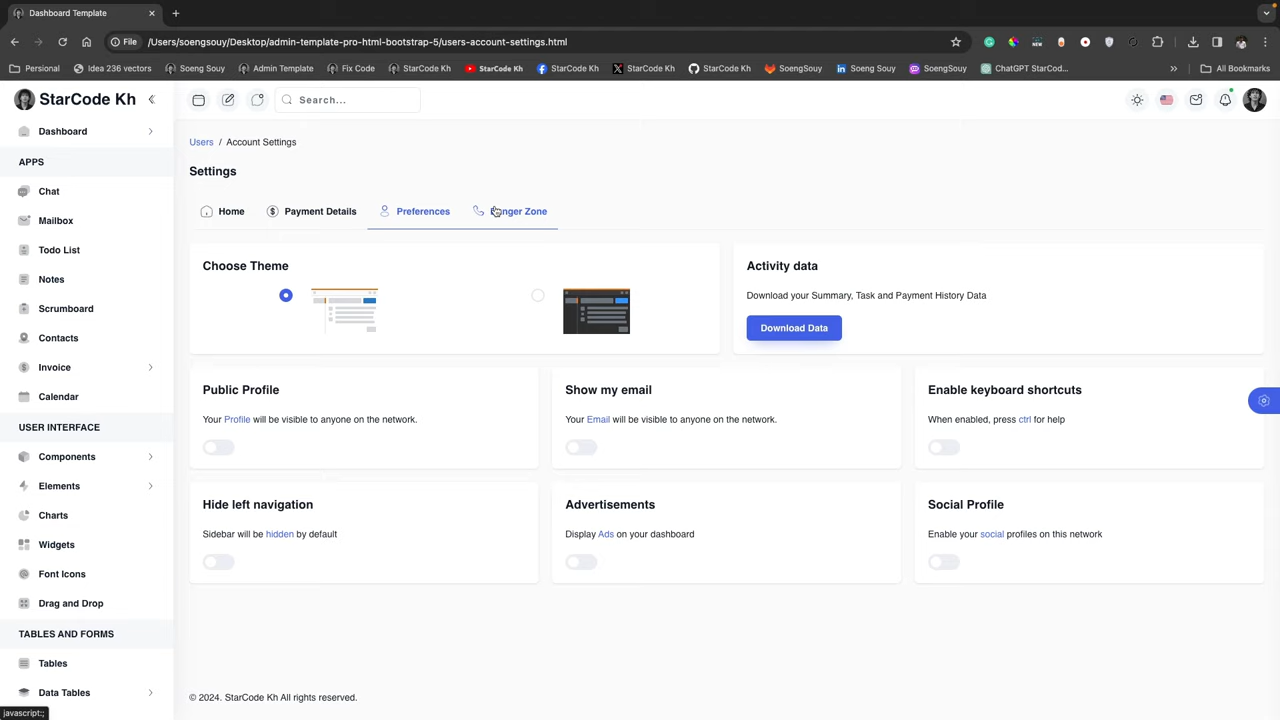 Dashboard Template
File /Users/soengsouy/Desktop/admin-template-pro-html-bootstrap-5/users-account-settings.html
Personal Idea 236 vectors Soeng Souy Admin Template Fix Code StarCode Kh StarCode Kh StarCode Kh StarCode Kh StarCode Kh SoengSouy Soeng Souy SoengSouy ChatGPT StarCod... » All Bookmarks
StarCode Kh
Search...
Dashboard
APPS
Chat
Mailbox
Todo List
Notes
Scrumboard
Contacts
Invoice
Calendar
USER INTERFACE
Components
Elements
Charts
Widgets
Font Icons
Drag and Drop
TABLES AND FORMS
Tables
Data Tables
javascript:;
Users / Account Settings
Settings
Home Payment Details Preferences Zone
Choose Theme
Activity data
Download your Summary, Task and Payment History Data
Download Data
Public Profile
Your Profile will be visible to anyone on the network.
Show my email
Your Email will be visible to anyone on the network.
Enable keyboard shortcuts
When enabled, press ctrl for help
Hide left navigation
Sidebar will be hidden by default
Advertisements
Display Ads on your dashboard
Social Profile
Enable your social profiles on this network
© 2024. StarCode Kh All rights reserved.